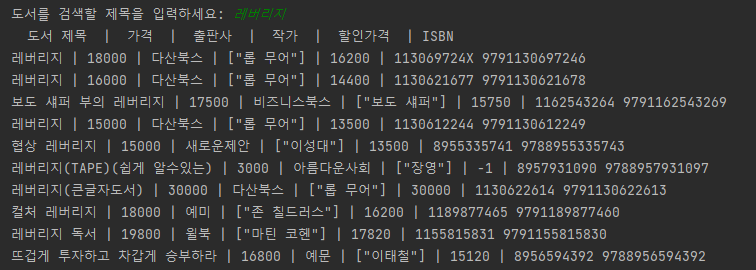 도서를 검색할 제목을 입력하세요: 레버리지
도서 제목 | 가격 | 출판사 | 작가 | 할인가격 | ISBN
레버리지 | 18000 | 다산북스 | ["롭 무어"] | 16200 | 113069724X 9791130697246
레버리지 | 16000 | 다산북스 | ["롭 무어"] | 14400 | 1130621677 9791130621678
보도 섀퍼 부의 레버리지 | 17500 | 비즈니스북스 | ["보도 섀퍼"] | 15750 | 1162543264 9791162543269
레버리지 | 15000 | 다산북스 | ["롭 무어"] | 13500 | 1130612244 9791130612249
협상 레버리지 | 15000 | 새로운제안 | ["이성대"] | 13500 | 8955335741 9788955335743
레버리지(TAPE)(쉽게 알수있는) | 3000 | 아름다운사회 | ["장영"] | -1 | 8957931090 9788957931097
레버리지(큰글자도서) | 30000 | 다산북스 | ["롭 무어"] | 30000 | 1130622614 9791130622613
컬처 레버리지 | 18000 | 예미 | ["존 칠드러스"] | 16200 | 1189877465 9791189877460
레버리지 독서 | 19800 | 윌북 | ["마틴 코헨"] | 17820 | 1155815831 9791155815830
뜨겁게 투자하고 차갑게 승부하라 | 16800 | 예문 | ["이태철"] | 15120 | 8956594392 9788956594392